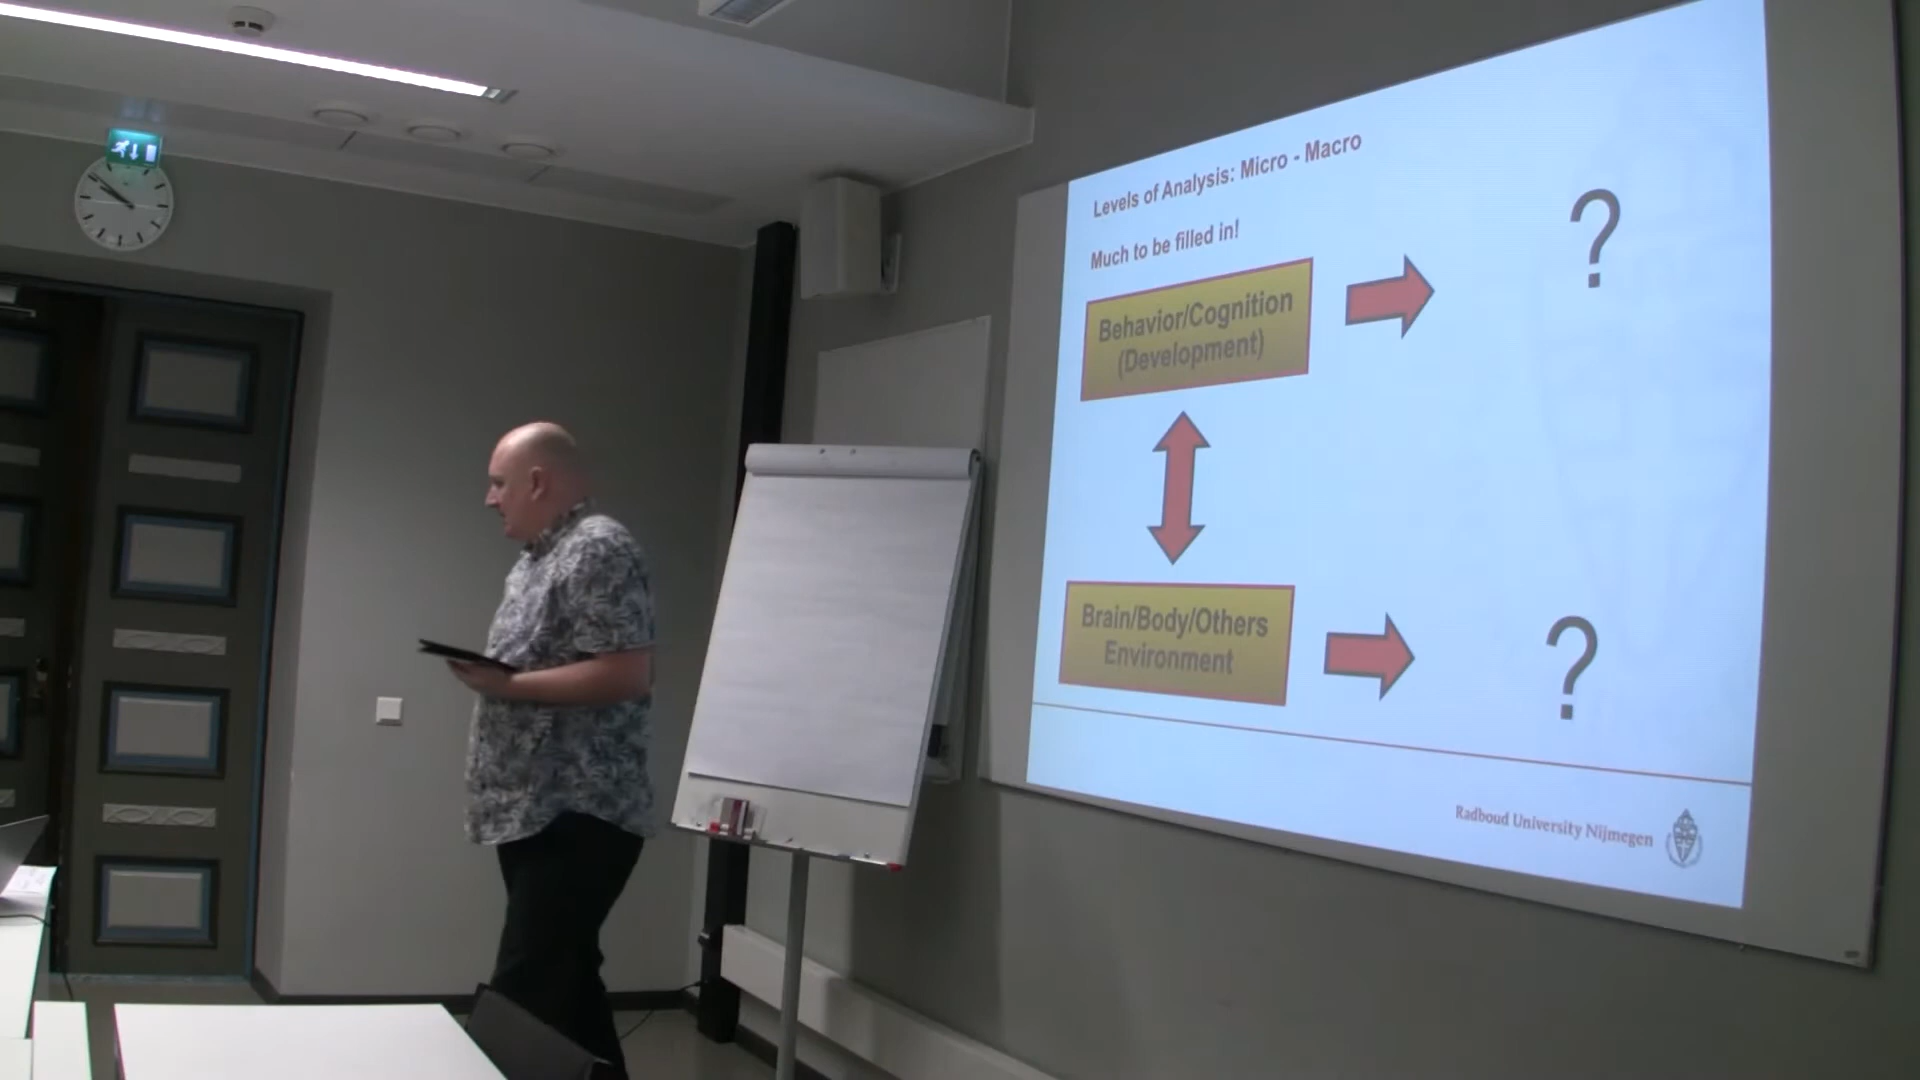 Levels of Analysis: Micro - Macro
Much to be filled in!
Behavior/Cognition
(Development)
?
Brain/Body/Others
Environment
?
Radboud University Nijmegen